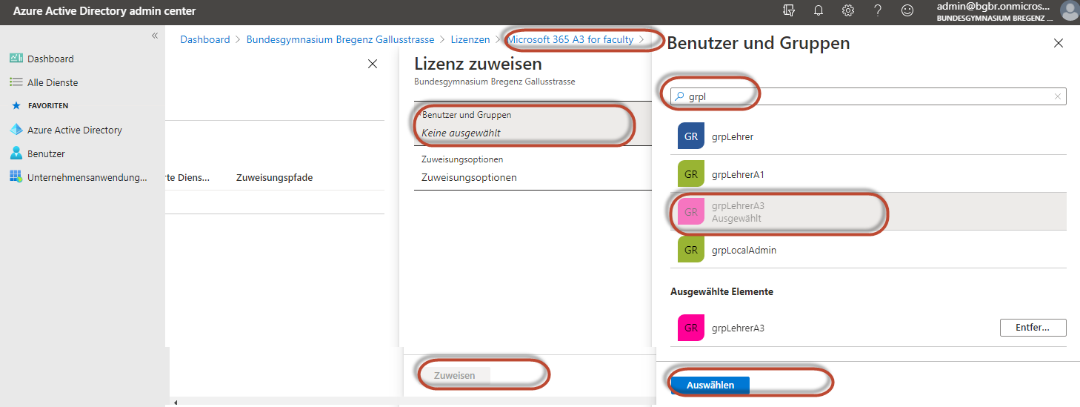 Azure Active Directory admin center
admin@bgbr.onmicros...
BUNDESGYMNASIUM BREGENZ ...
Dashboard
Alle Dienste
FAVORITEN
Azure Active Directory
Benutzer
Unternehmensanwendung...
Dashboard > Bundesgymnasium Bregenz Gallusstrasse > Lizenzen > Microsoft 365 A3 for faculty >
rte Diens...
Zuweisungspfade
Lizenz zuweisen
Bundesgymnasium Bregenz Gallusstrasse
Benutzer und Gruppen
Keine ausgewählt
Zuweisungsoptionen
Zuweisungsoptionen
Zuweisen
Benutzer und Gruppen
grpl
GR grpLehrer
GR grpLehrerA1
GR grpLehrerA3
Ausgewählt
GR grpLocalAdmin
Ausgewählte Elemente
GR grpLehrerA3
Entfer...
Auswählen